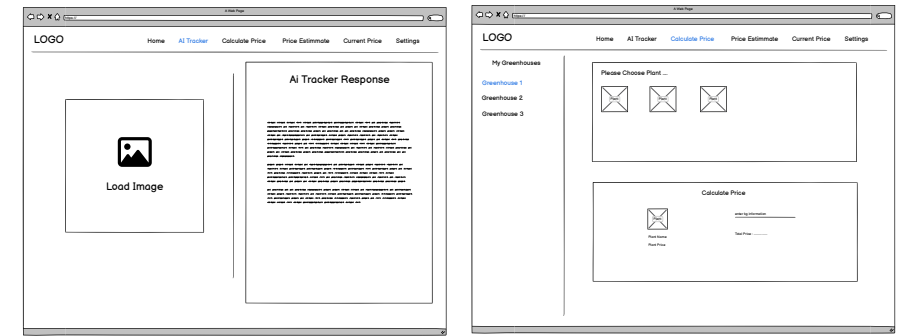 A Web Page
https://
LOGO
Home AI Tracker Calculate Price Price Estimmate Current Price Settings
Ai Tracker Response
Load Image
A Web Page
https://
LOGO
Home AI Tracker Calculate Price Price Estimmate Current Price Settings
My Greenhouses
Greenhouse 1
Greenhouse 2
Greenhouse 3
Please Choose Plant ...
Plant Plant Plant
Calculate Price
Plant
Plant Name
Plant Price
enter kg information
Total Price :